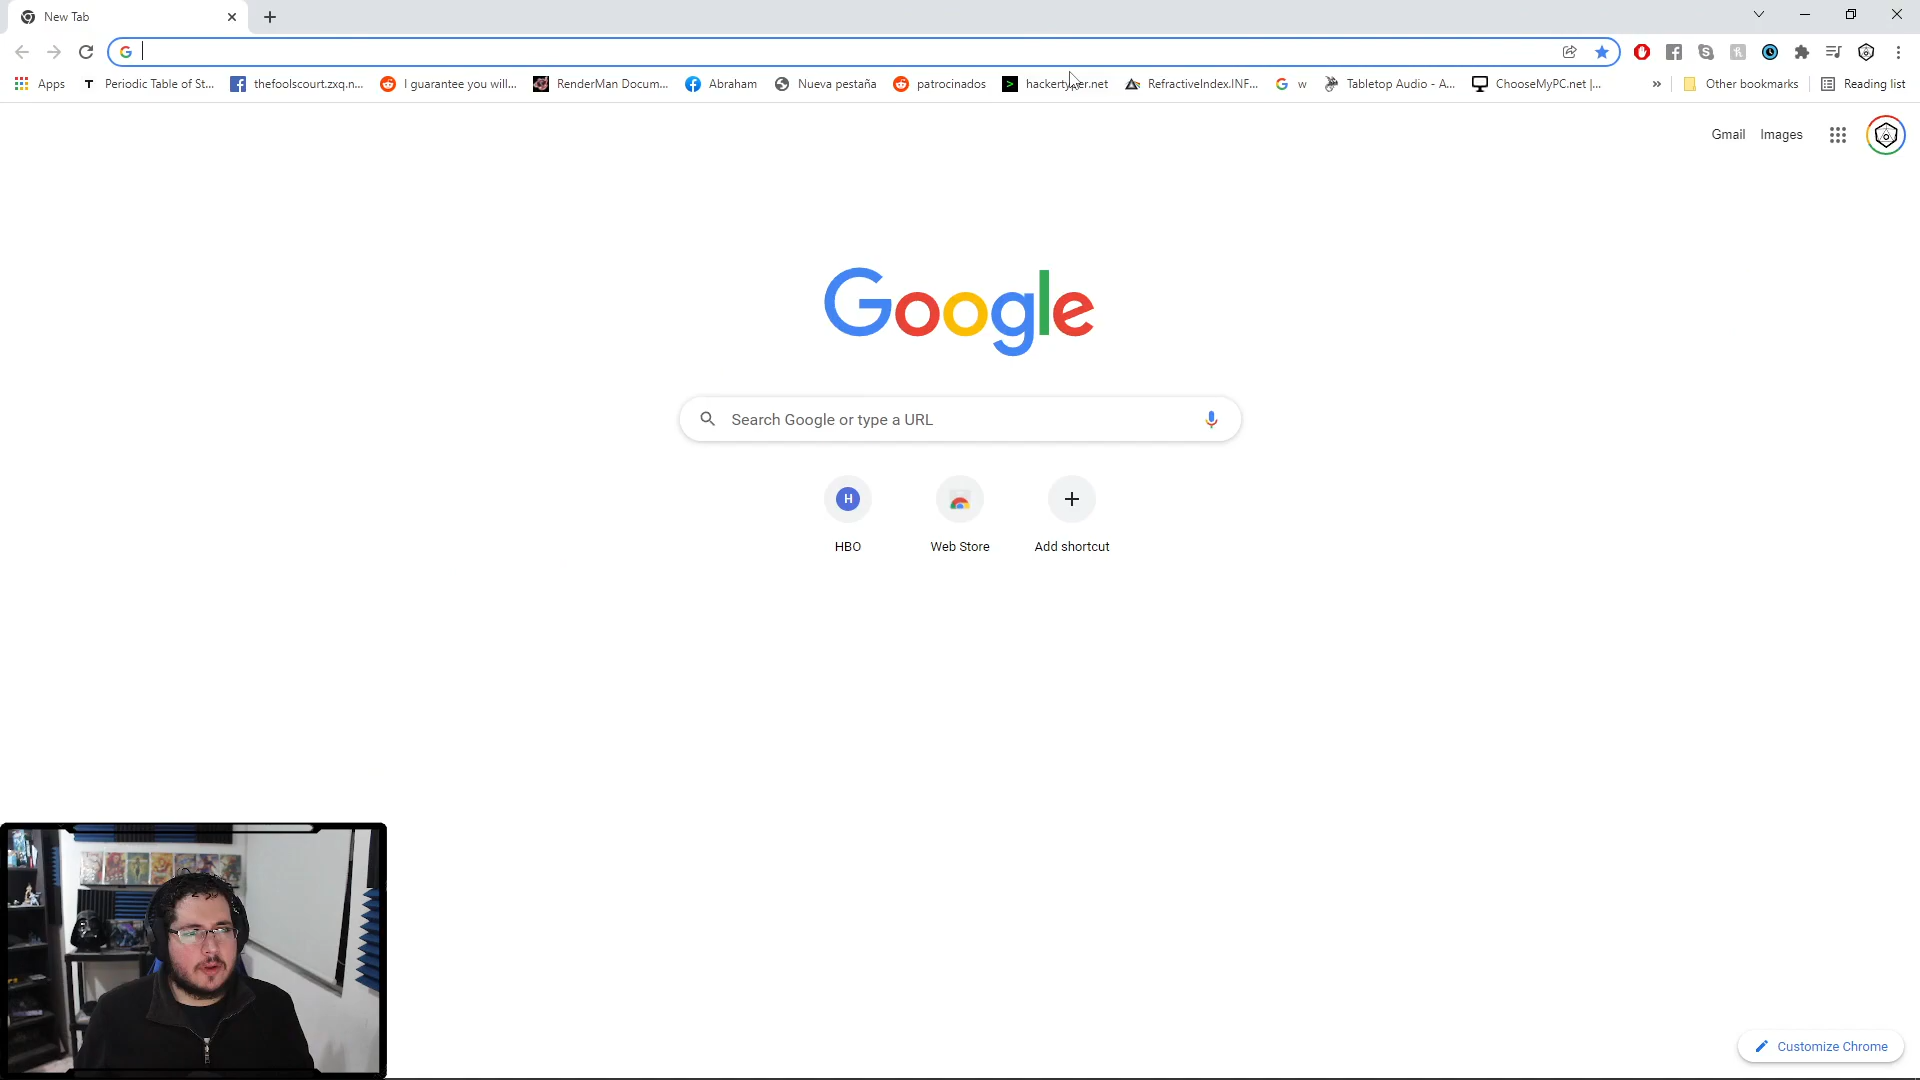 New Tab
Apps
Periodic Table of St...
thefoolscourt.zxq.n...
I guarantee you will...
RenderMan Docum...
Abraham
Nueva pestaña
patrocinados
hackertyper.net
RefractiveIndex.INF...
w
Tabletop Audio - A...
ChooseMyPC.net |...
»
Other bookmarks
Reading list
Gmail
Images
Google
Search Google or type a URL
H
HBO
Web Store
Add shortcut
Customize Chrome